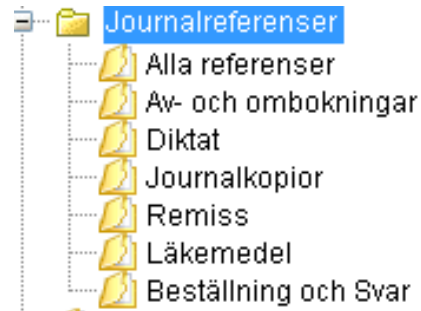 Journalreferenser
Alla referenser
Av- och ombokningar
Diktat
Journalkopior
Remiss
Läkemedel
Beställning och Svar